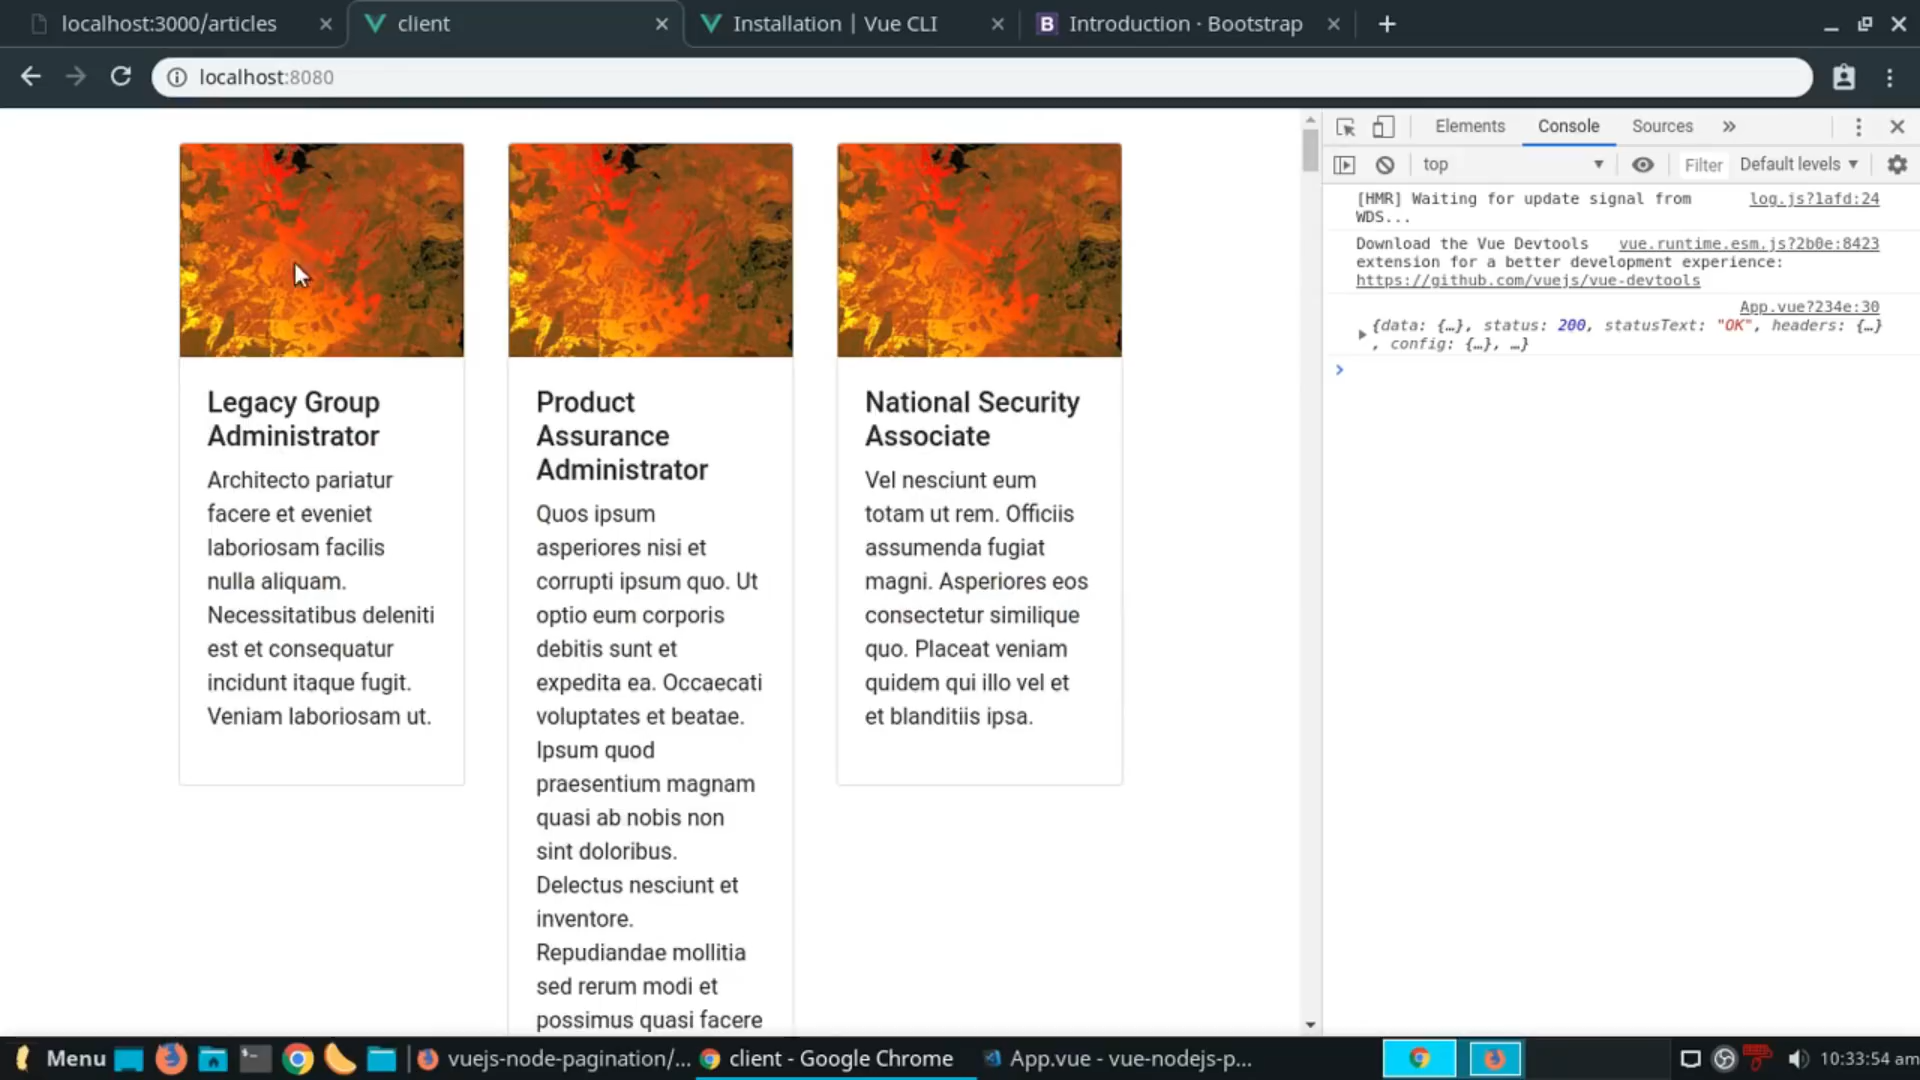 localhost:3000/articles
client
Installation | Vue CLI
B Introduction · Bootstrap
localhost:8080
Elements Console Sources
top Filter Default levels
[HMR] Waiting for update signal from log.js?1afd:24
WDS...
Download the Vue Devtools vue.runtime.esm.js?2b0e:8423
extension for a better development experience:
https://github.com/vuejs/vue-devtools
App.vue?234e:30
{data: {…}, status: 200, statusText: "OK", headers: {…}
, config: {…}, …}
Legacy Group
Administrator
Architecto pariatur
facere et eveniet
laboriosam facilis
nulla aliquam.
Necessitatibus deleniti
est et consequatur
incidunt itaque fugit.
Veniam laboriosam ut.
Product
Assurance
Administrator
Quos ipsum
asperiores nisi et
corrupti ipsum quo. Ut
optio eum corporis
debitis sunt et
expedita ea. Occaecati
voluptates et beatae.
Ipsum quod
praesentium magnam
quasi ab nobis non
sint doloribus.
Delectus nesciunt et
inventore.
Repudiandae mollitia
sed rerum modi et
possimus quasi facere
National Security
Associate
Vel nesciunt eum
totam ut rem. Officiis
assumenda fugiat
magni. Asperiores eos
consectetur similique
quo. Placeat veniam
quidem qui illo vel et
et blanditiis ipsa.
Menu vuejs-node-pagination/... client - Google Chrome App.vue - vue-nodejs-p... 10:33:54 am